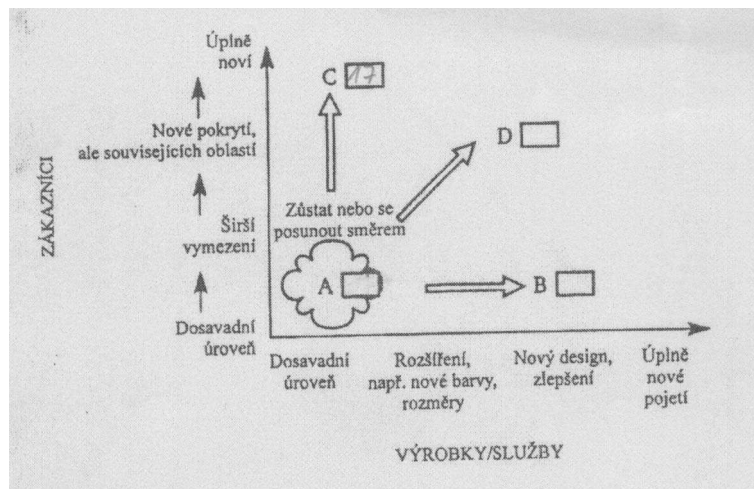 Úplně
noví
C 17
Nové pokrytí,
ale souvisejících oblastí
D
ZÁKAZNÍCI
Zůstat nebo se
posunout směrem
Širší
vymezení
A
B
Dosavadní
úroveň
Dosavadní
úroveň
Rozšíření,
např. nové barvy,
rozměry
Nový design,
zlepšení
Úplně
nové
pojetí
VÝROBKY/SLUŽBY